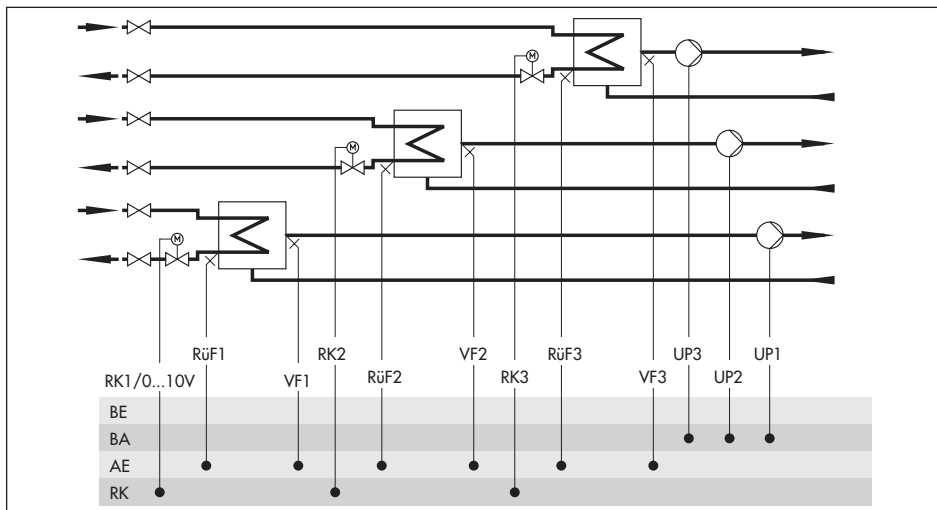 M
M
M
RüF1 RK2 VF2 RüF3 UP3 UP1
RK1/0...10V VF1 RüF2 RK3 VF3 UP2
BE
BA
AE
RK